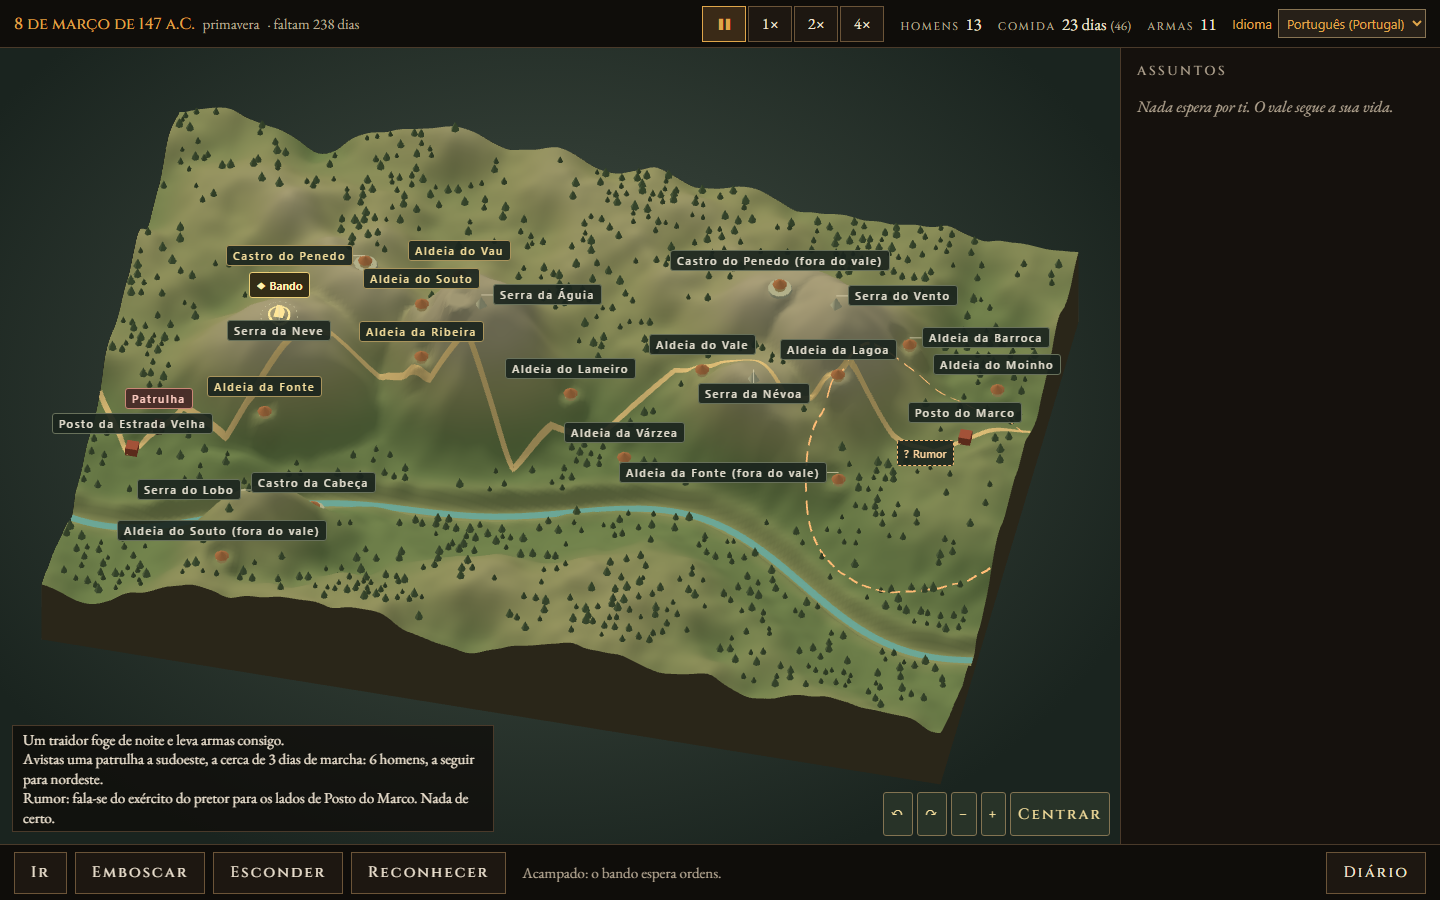 8 DE MARÇO DE 147 A.C. primavera · faltam 238 dias
1× 2× 4× HOMENS 13 COMIDA 23 dias (46) ARMAS 11 Idioma Português (Portugal)
ASSUNTOS
Nada espera por ti. O vale segue a sua vida.
Castro do Penedo
Aldeia do Vau
Castro do Penedo (fora do vale)
Aldeia do Souto
◆ Bando
Serra da Águia
Serra do Vento
Serra da Neve
Aldeia da Ribeira
Aldeia da Barroca
Aldeia do Vale
Aldeia da Lagoa
Aldeia do Lameiro
Aldeia do Moinho
Aldeia da Fonte
Serra da Névoa
Patrulha
Posto do Marco
Posto da Estrada Velha
Aldeia da Várzea
? Rumor
Aldeia da Fonte (fora do vale)
Serra do Lobo
Castro da Cabeça
Aldeia do Souto (fora do vale)
Um traidor foge de noite e leva armas consigo.
Avistas uma patrulha a sudoeste, a cerca de 3 dias de marcha: 6 homens, a seguir
para nordeste.
Rumor: fala-se do exército do pretor para os lados de Posto do Marco. Nada de
certo.
↶ ↷ − + CENTRAR
IR EMBOSCAR ESCONDER RECONHECER Acampado: o bando espera ordens. DIÁRIO